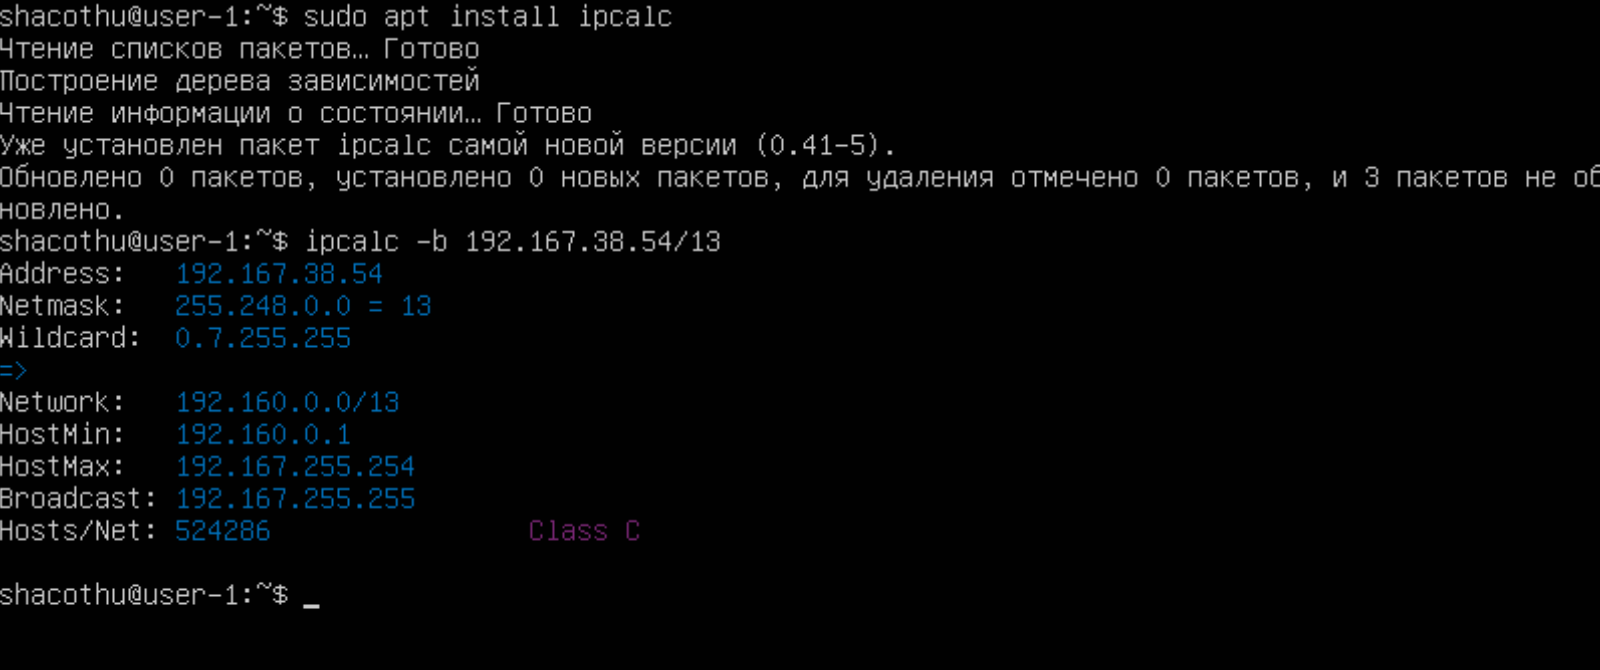 shacothu@user-1:~$ sudo apt install ipcalc
Чтение списков пакетов… Готово
Построение дерева зависимостей
Чтение информации о состоянии… Готово
Уже установлен пакет ipcalc самой новой версии (0.41-5).
Обновлено 0 пакетов, установлено 0 новых пакетов, для удаления отмечено 0 пакетов, и 3 пакетов не об
новлено.
shacothu@user-1:~$ ipcalc -b 192.167.38.54/13
Address: 192.167.38.54
Netmask: 255.248.0.0 = 13
Wildcard: 0.7.255.255
=>
Network: 192.160.0.0/13
HostMin: 192.160.0.1
HostMax: 192.167.255.254
Broadcast: 192.167.255.255
Hosts/Net: 524286 Class C
shacothu@user-1:~$ _